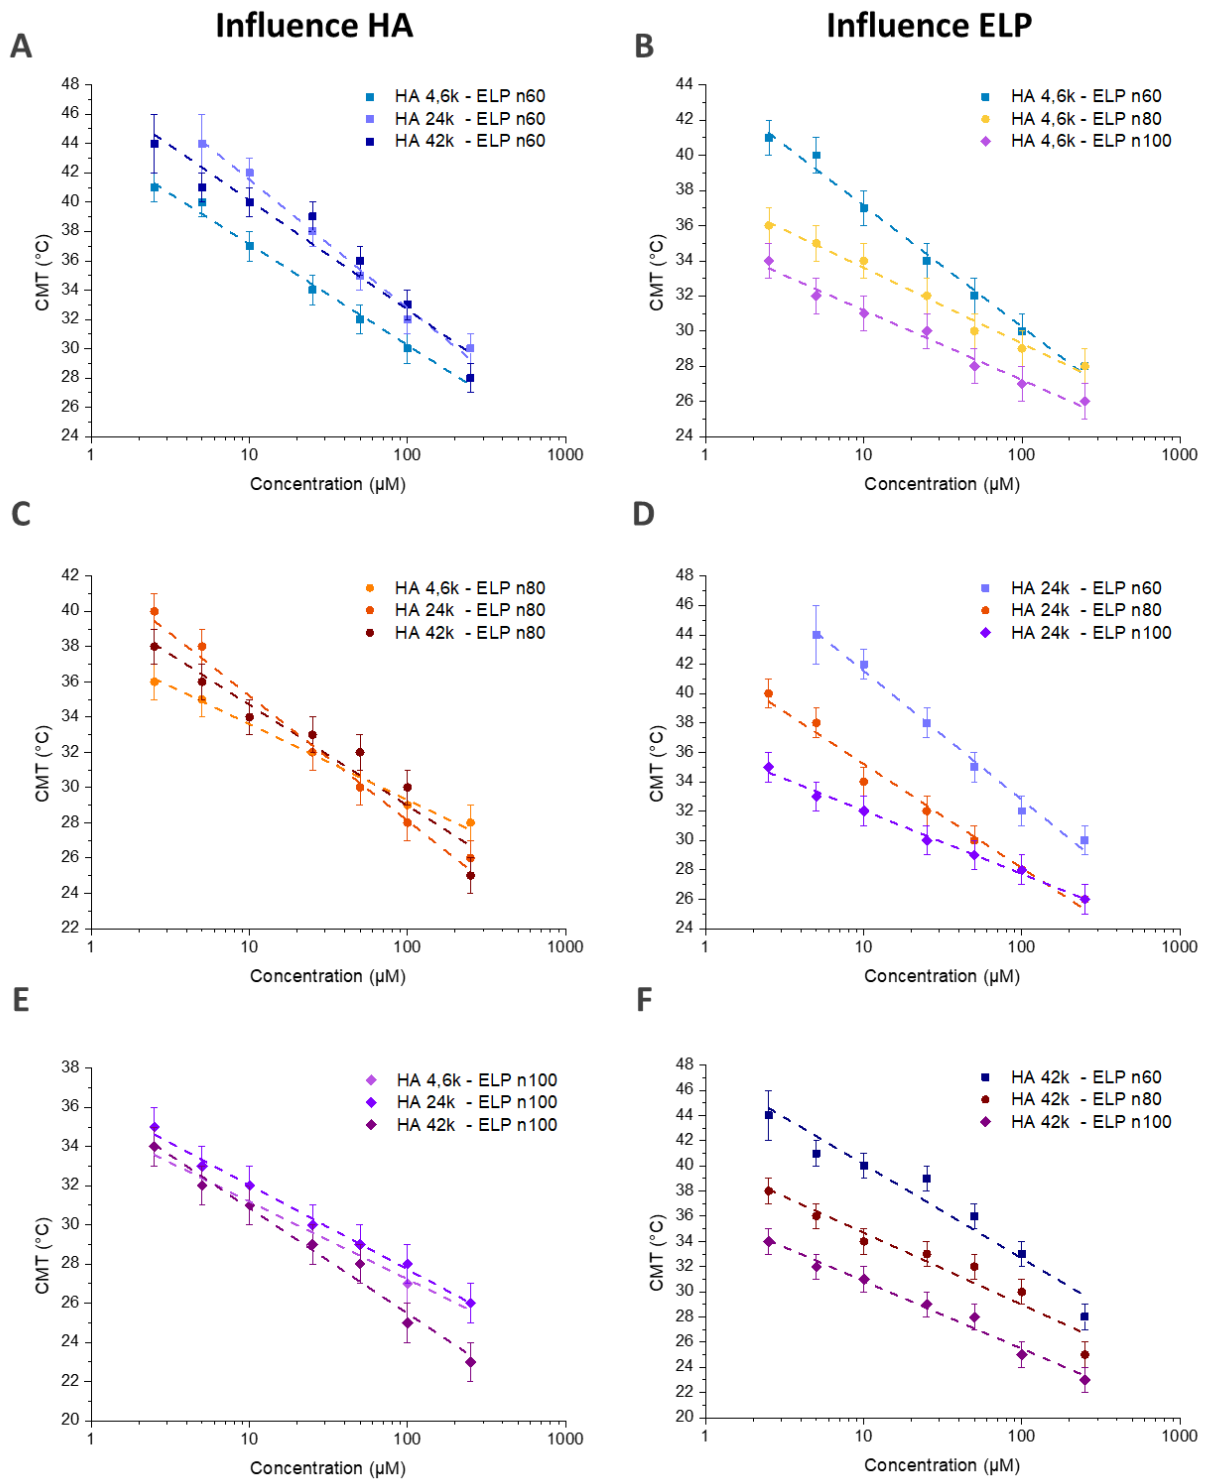 Influence HA
Influence ELP
A
48
46
44
42
40
38
36
34
32
30
28
26
24
CMT (°C)
HA 4,6k - ELP n60
HA 24k - ELP n60
HA 42k - ELP n60
1 10 100 1000
Concentration (µM)
B
44
42
40
38
36
34
32
30
28
26
24
CMT (°C)
HA 4,6k - ELP n60
HA 4,6k - ELP n80
HA 4,6k - ELP n100
1 10 100 1000
Concentration (µM)
C
42
40
38
36
34
32
30
28
26
24
22
CMT (°C)
HA 4,6k - ELP n80
HA 24k - ELP n80
HA 42k - ELP n80
1 10 100 1000
Concentration (µM)
D
48
46
44
42
40
38
36
34
32
30
28
26
24
CMT (°C)
HA 24k - ELP n60
HA 24k - ELP n80
HA 24k - ELP n100
1 10 100 1000
Concentration (µM)
E
38
36
34
32
30
28
26
24
22
20
CMT (°C)
HA 4,6k - ELP n100
HA 24k - ELP n100
HA 42k - ELP n100
1 10 100 1000
Concentration (µM)
F
48
46
44
42
40
38
36
34
32
30
28
26
24
22
20
CMT (°C)
HA 42k - ELP n60
HA 42k - ELP n80
HA 42k - ELP n100
1 10 100 1000
Concentration (µM)